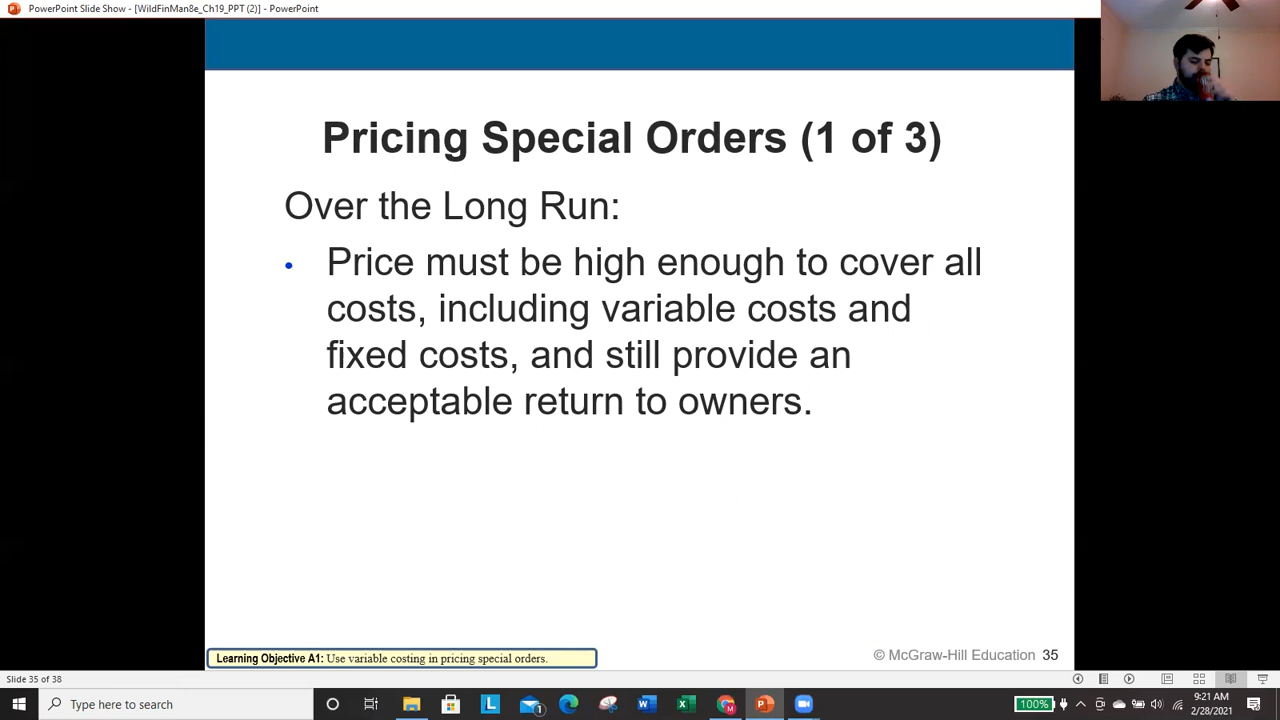 PowerPoint Slide Show - [WildFinMan8e_Ch19_PPT (2)] - PowerPoint
Pricing Special Orders (1 of 3)
Over the Long Run:
• Price must be high enough to cover all
costs, including variable costs and
fixed costs, and still provide an
acceptable return to owners.
Learning Objective A1: Use variable costing in pricing special orders.
© McGraw-Hill Education 35
Slide 35 of 38
Type here to search
1
100%
9:21 AM
2/28/2021